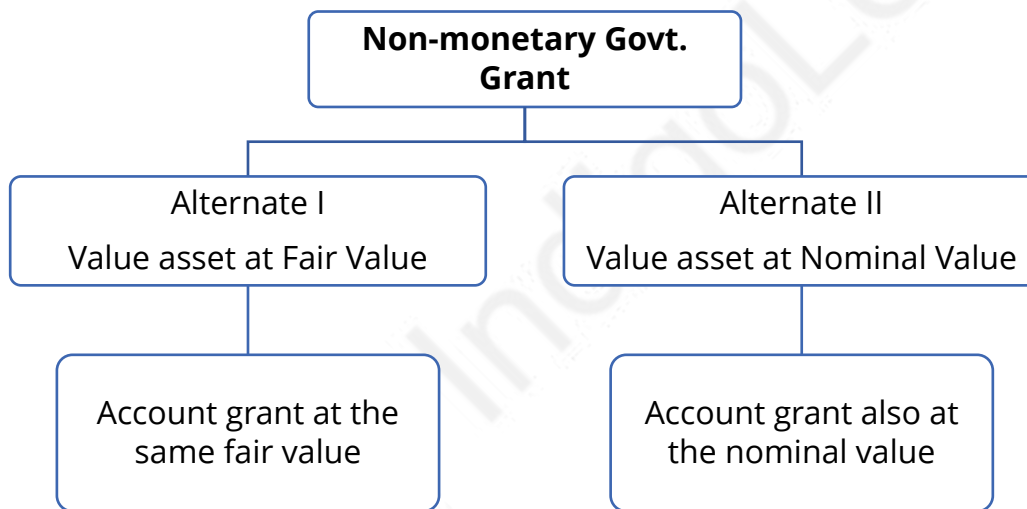 Non-monetary Govt.
Grant
Alternate I
Value asset at Fair Value
Alternate II
Value asset at Nominal Value
Account grant at the
same fair value
Account grant also at
the nominal value